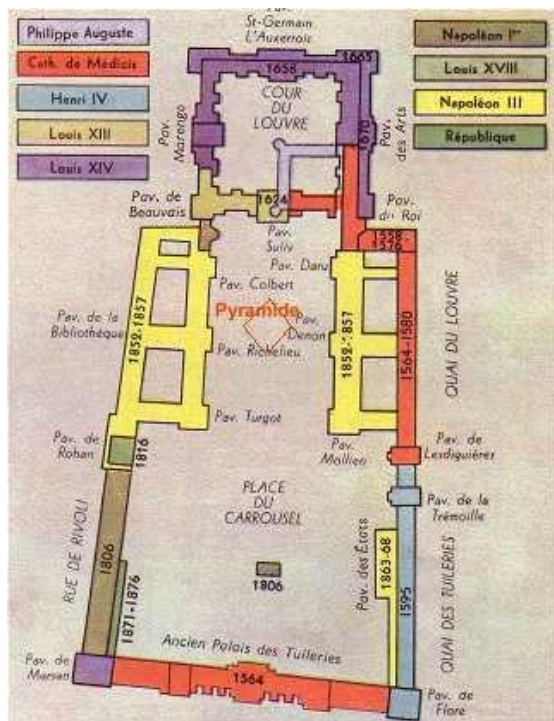 Philippe Auguste
Cath. de Médicis
Henri IV
Louis XIII
Louis XIV
Pav.
St-Germain
L'Auxerrois
Napoléon Iᵉʳ
Louis XVIII
Napoléon III
République
1665
1658
COUR
DU
LOUVRE
1670
Pav. Marengo
Pav. des Arts
Pav. de
Beauvais
1624
Pav.
Sully
Pav.
du Roi
Pav. Daru
Pav. Colbert
Pyramide
Pav.
Denon
Pav. de la
Bibliothèque
1852-1857
1852-1857
1564-1580
QUAI DU LOUVRE
Pav. Richelieu
Pav. Turgot
Pav.
Mollien
Pav. de
Rohan
1816
Pav. de
Lesdiguières
Pav. de la
Trémoille
PLACE
DU
CARROUSEL
RUE DE RIVOLI
1806
1871-1876
1806
Pav. des États
1863-68
1595
QUAI DES TUILERIES
Ancien Palais des Tuileries
1564
Pav. de
Marsan
Pav. de
Flore